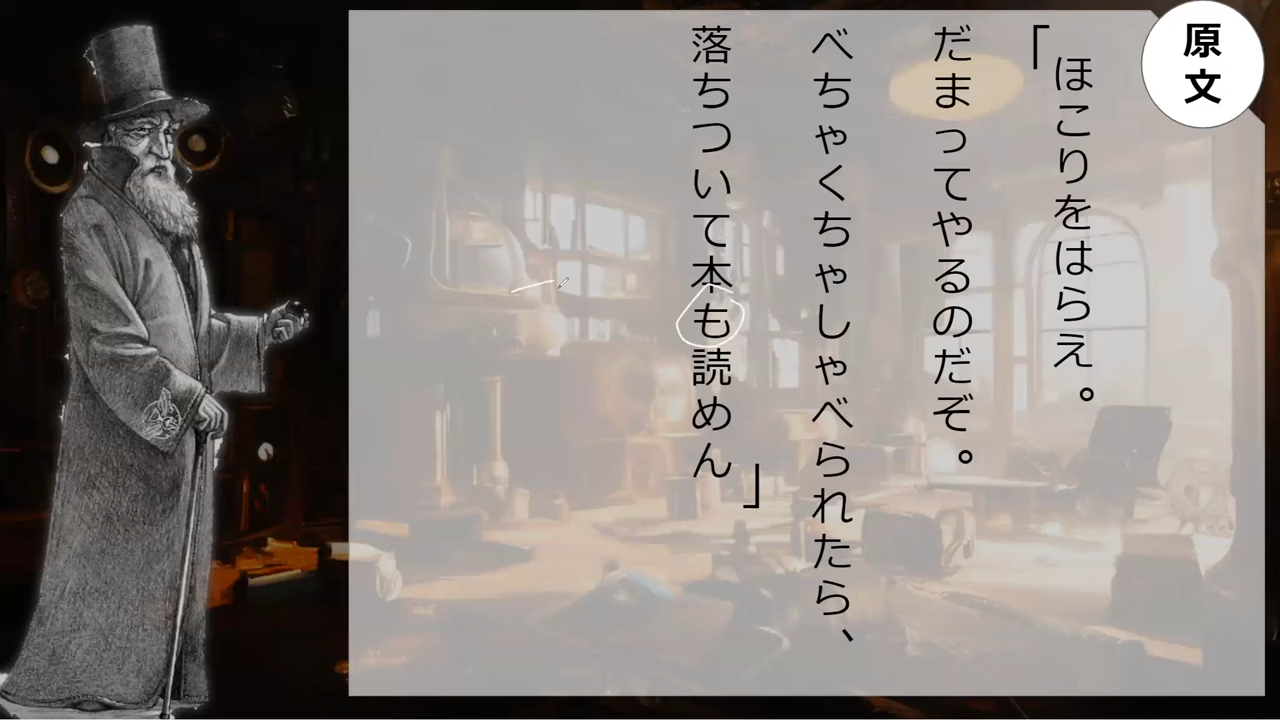 原文
「ほこりをはらえ。
だまってやるのだぞ。
べちゃくちゃしゃべられたら、
落ちついて本も読めん」